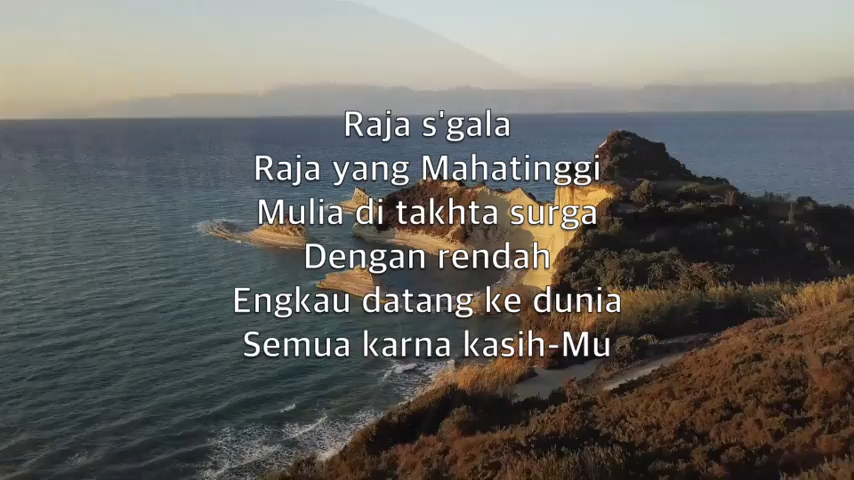 Raja s'gala
Raja yang Mahatinggi
Mulia di takhta surga
Dengan rendah
Engkau datang ke dunia
Semua karna kasih-Mu